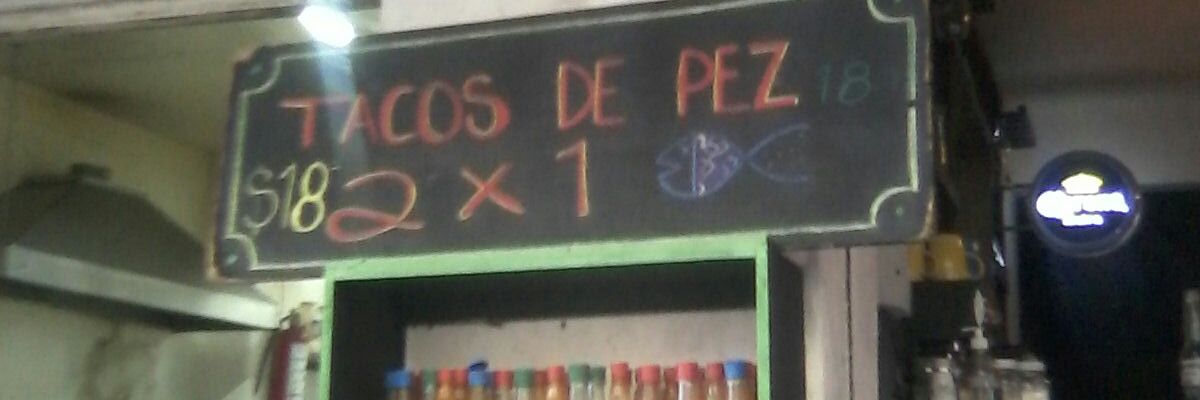 TACOS DE PEZ 18
$18 2 x 1
Corona